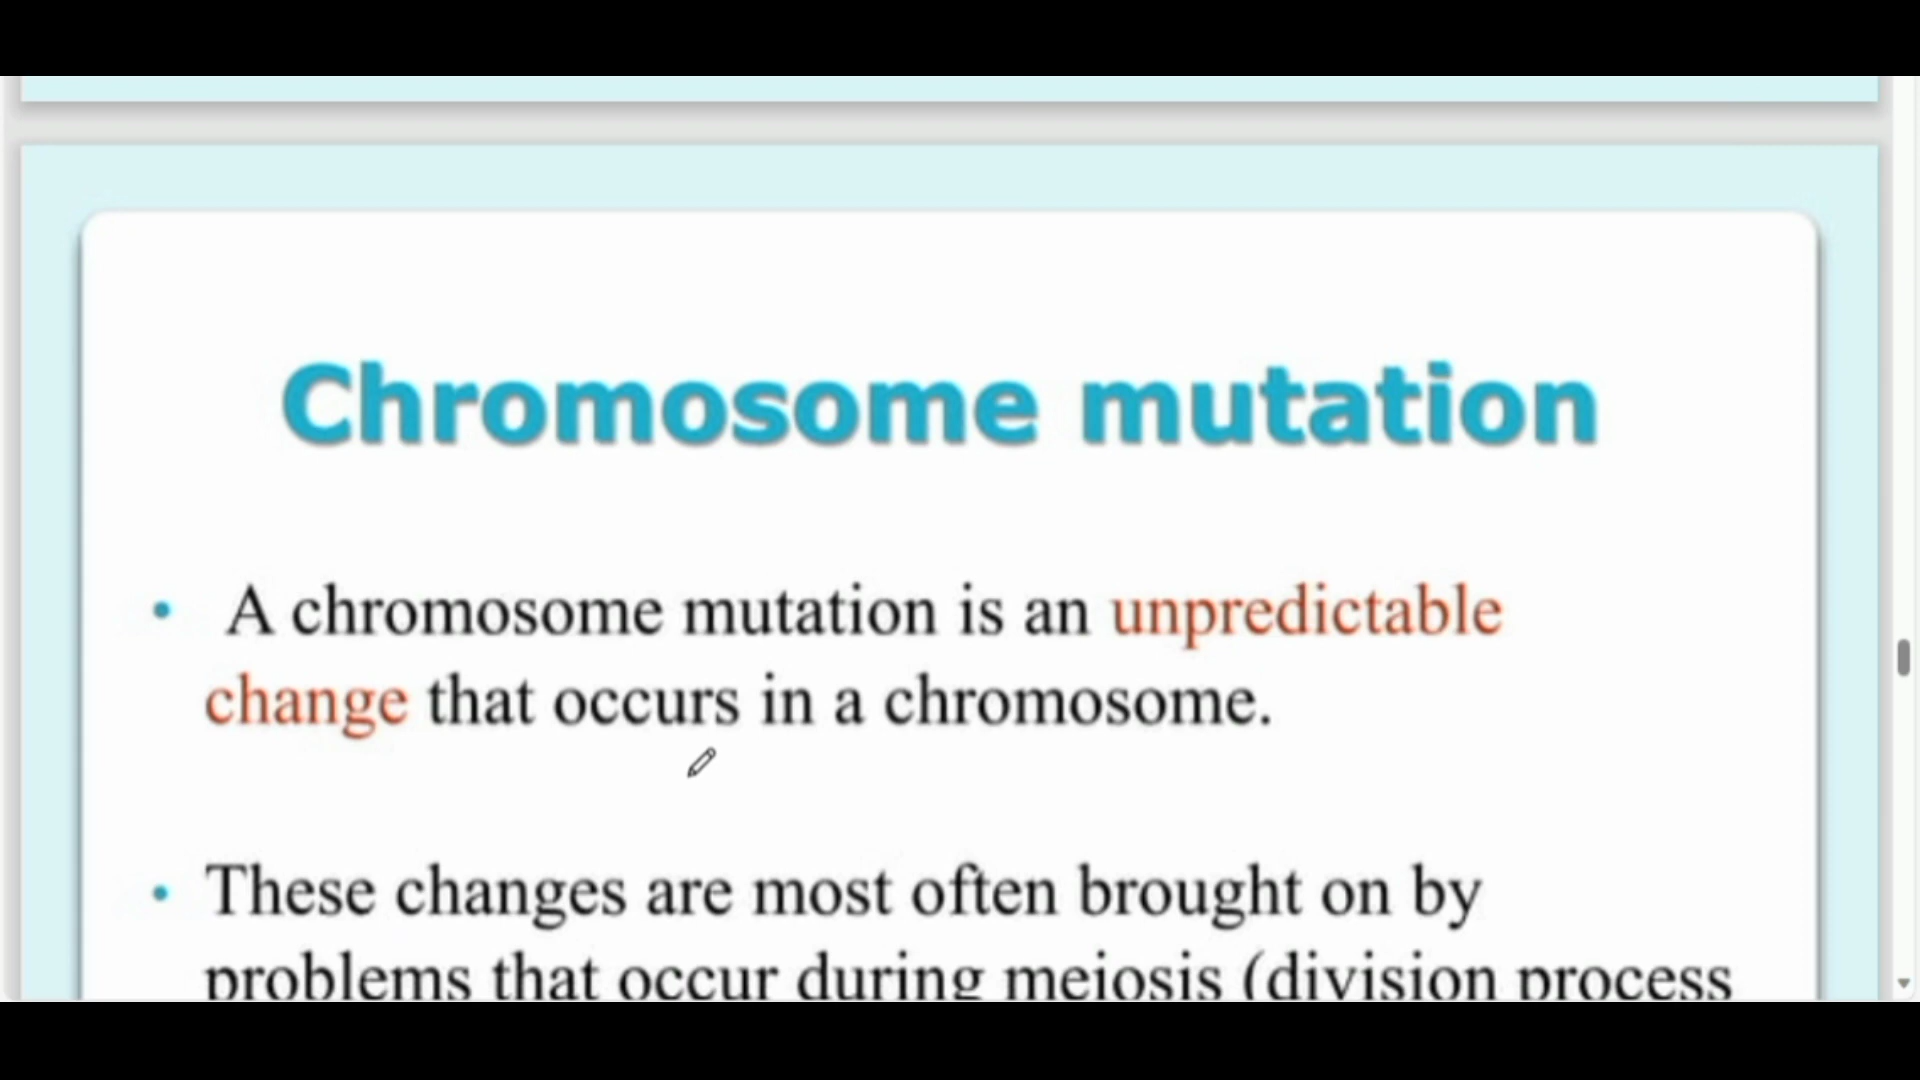 Chromosome mutation
• A chromosome mutation is an unpredictable
change that occurs in a chromosome.
• These changes are most often brought on by
problems that occur during meiosis (division process